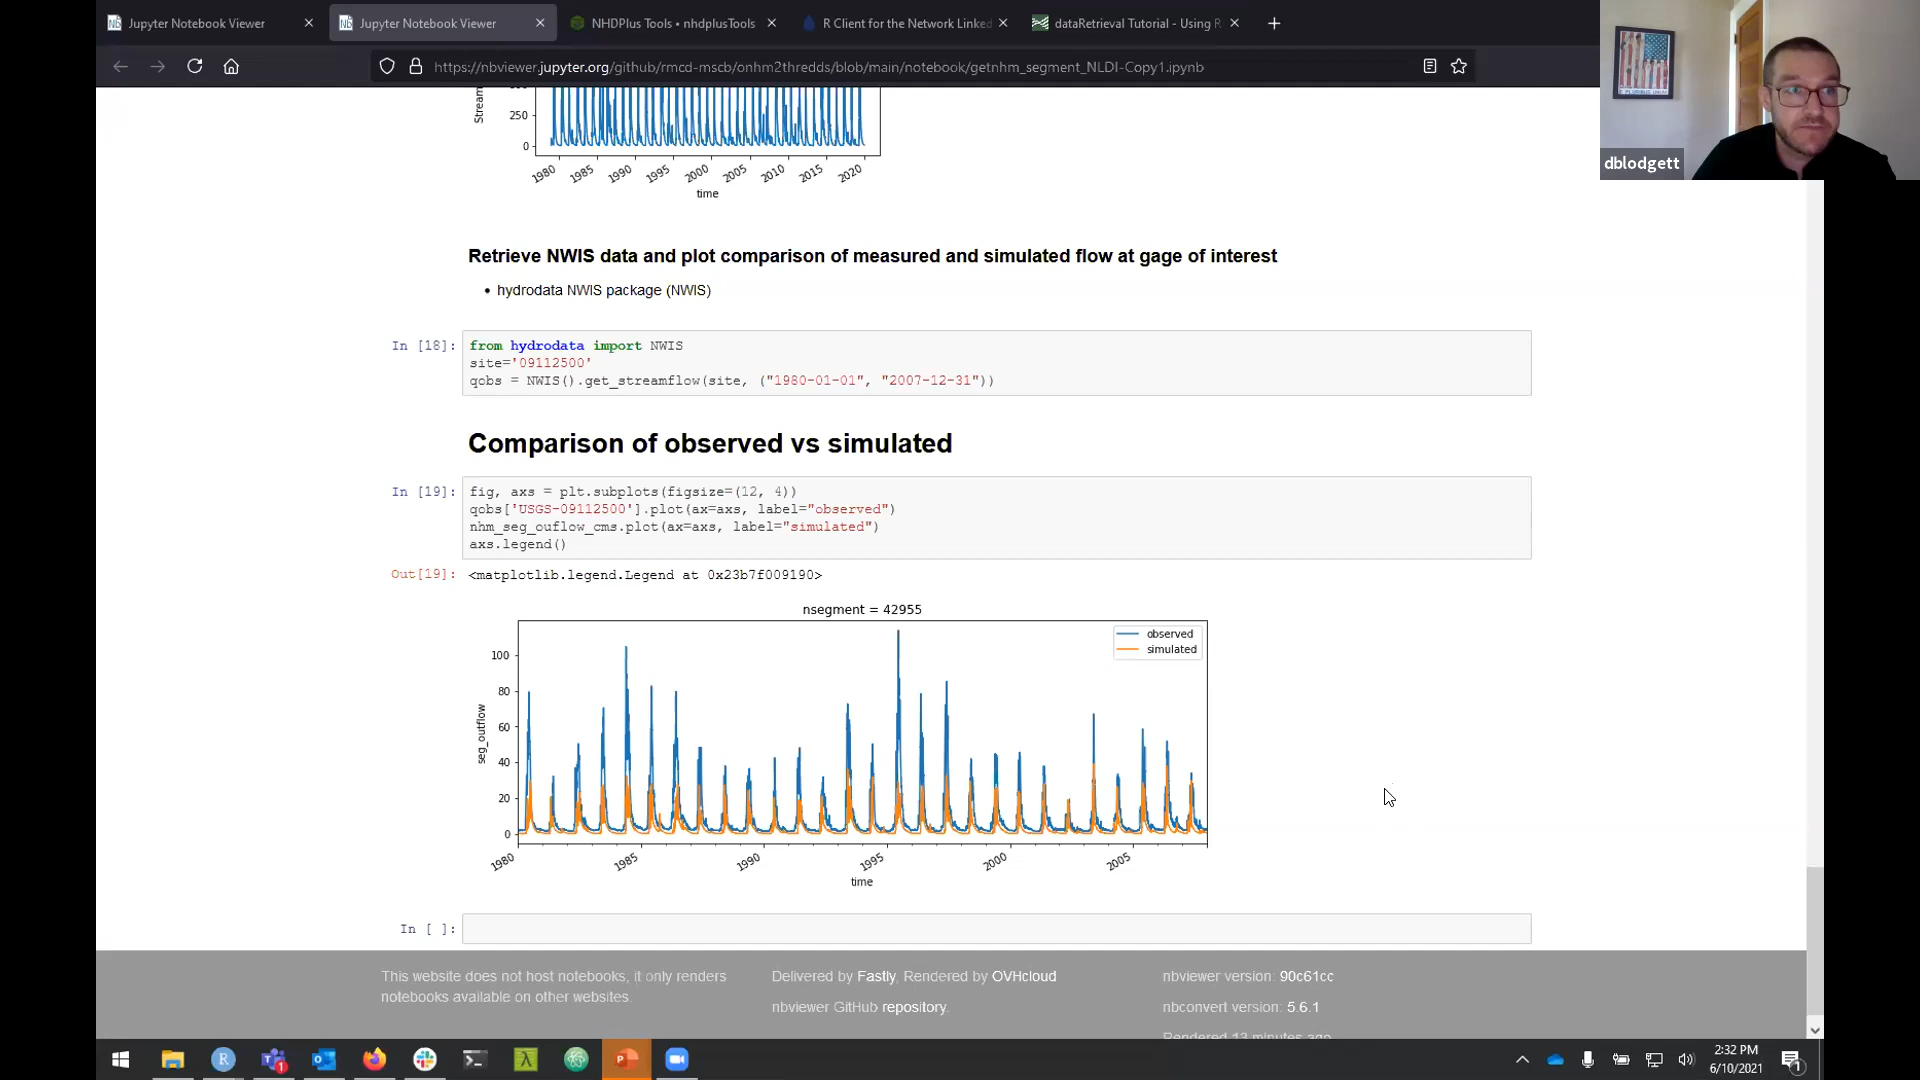 Jupyter Notebook Viewer
Jupyter Notebook Viewer
NHDPlus Tools • nhdplusTools
R Client for the Network Linked
dataRetrieval Tutorial - Using R
https://nbviewer.jupyter.org/github/rmcd-mscb/onhm2thredds/blob/main/notebook/getnhm_segment_NLDI-Copy1.ipynb
dblodgett
Stream
250
0
1980 1985 1990 1995 2000 2005 2010 2015 2020
time
Retrieve NWIS data and plot comparison of measured and simulated flow at gage of interest
• hydrodata NWIS package (NWIS)
In [18]: from hydrodata import NWIS
site='09112500'
qobs = NWIS().get_streamflow(site, ("1980-01-01", "2007-12-31"))
Comparison of observed vs simulated
In [19]: fig, axs = plt.subplots(figsize=(12, 4))
qobs['USGS-09112500'].plot(ax=axs, label="observed")
nhm_seg_ouflow_cms.plot(ax=axs, label="simulated")
axs.legend()
Out[19]: <matplotlib.legend.Legend at 0x23b7f009190>
nsegment = 42955
observed
simulated
100
80
60
40
20
0
seg_outflow
1980 1985 1990 1995 2000 2005
time
In [ ]:
This website does not host notebooks, it only renders
notebooks available on other websites.
Delivered by Fastly, Rendered by OVHcloud
nbviewer GitHub repository.
nbviewer version: 90c61cc
nbconvert version: 5.6.1
Rendered 13 minutes ago
2:32 PM
6/10/2021